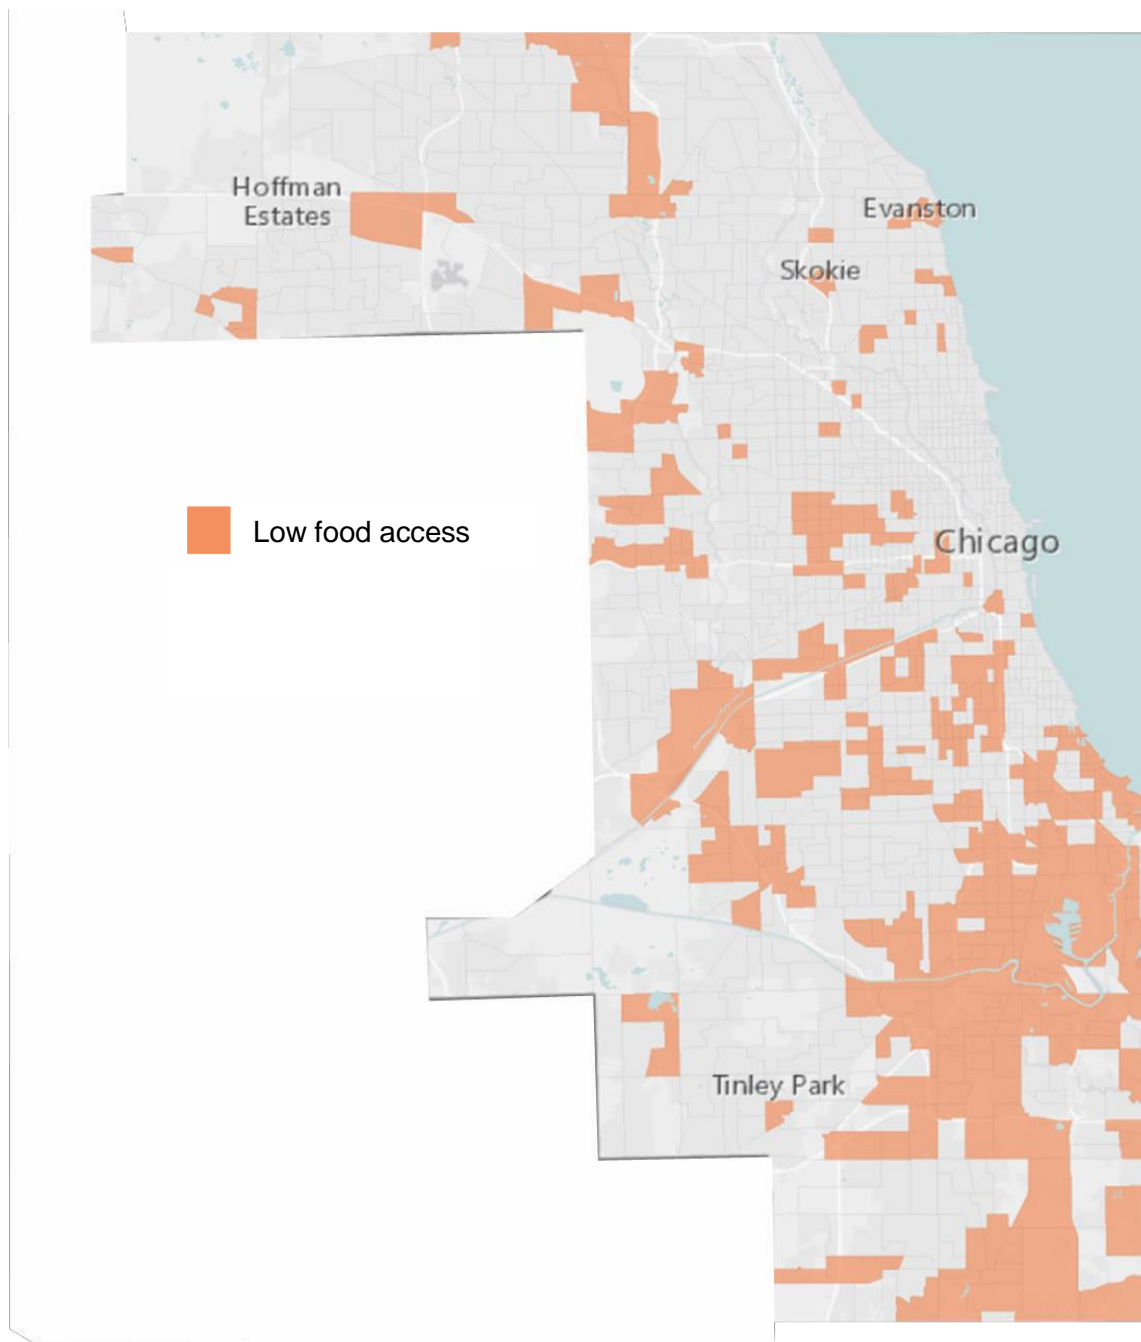 Hoffman
Estates
Evanston
Skokie
Low food access
Chicago
Tinley Park